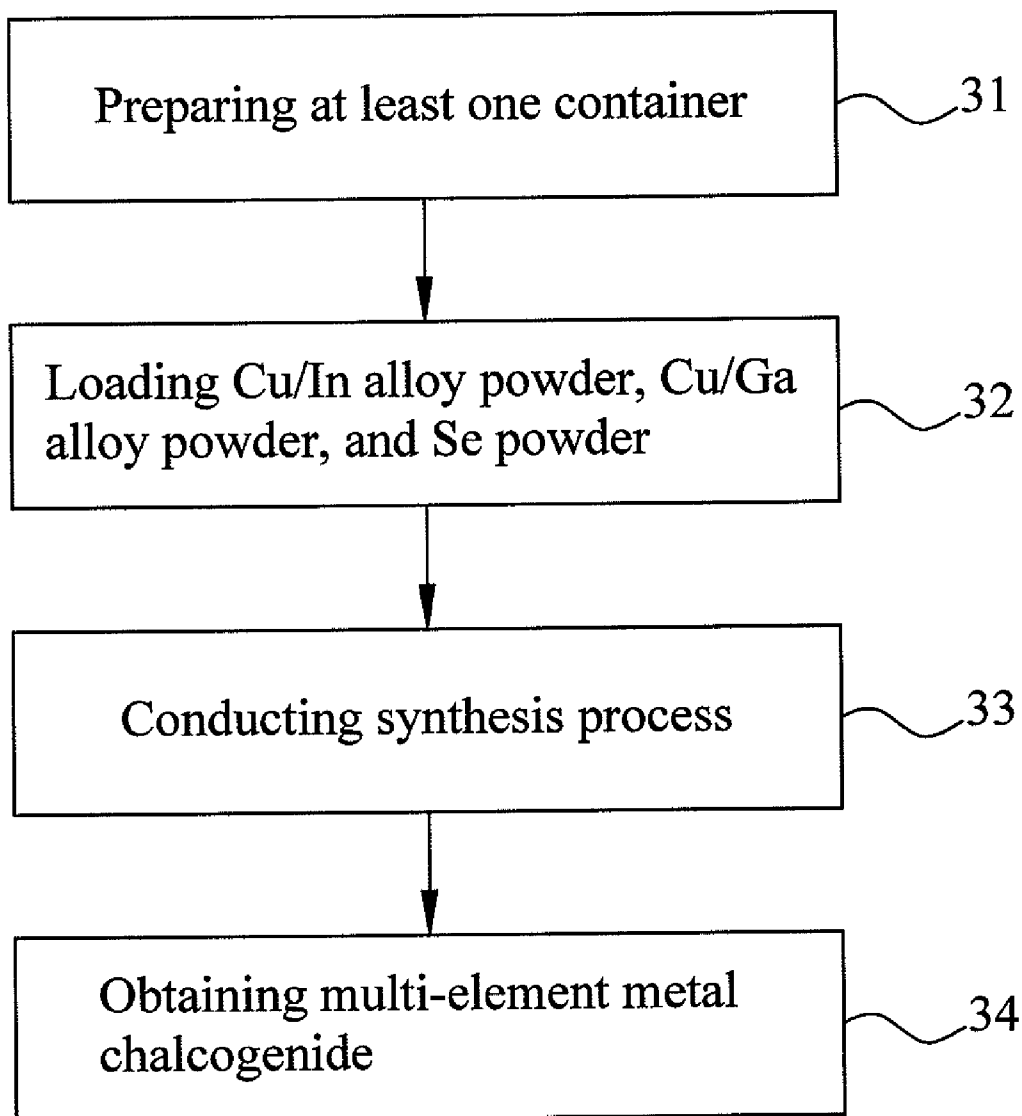 Preparing at least one container
31
Loading Cu/In alloy powder, Cu/Ga
alloy powder, and Se powder
32
Conducting synthesis process
33
Obtaining multi-element metal
chalcogenide
34